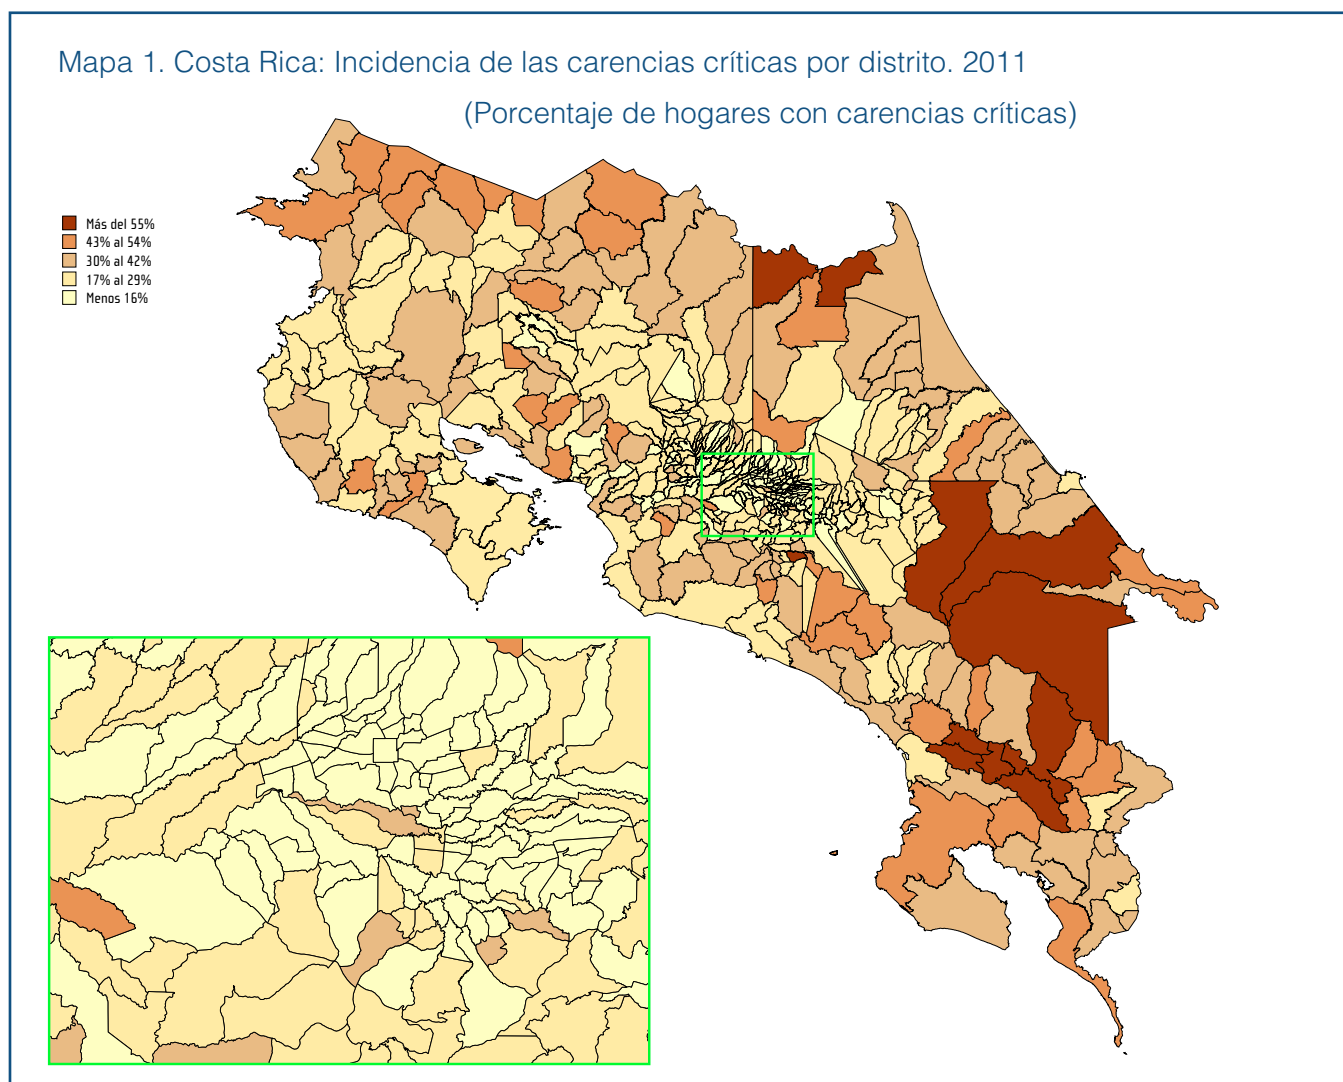 Mapa 1. Costa Rica: Incidencia de las carencias críticas por distrito. 2011
(Porcentaje de hogares con carencias críticas)
Más del 55%
43% al 54%
30% al 42%
17% al 29%
Menos 16%